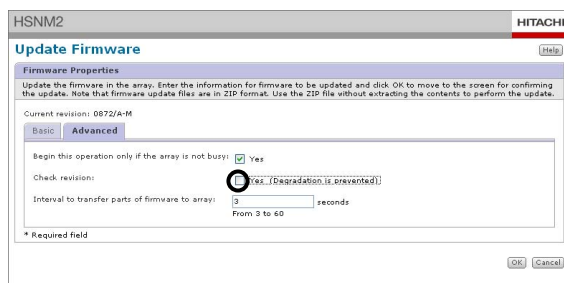 HSNM2
HITACHI
Update Firmware
Help
Firmware Properties
Update the firmware in the array. Enter the information for firmware to be updated and click OK to move to the screen for confirming
the update. Note that firmware update files are in ZIP format. Use the ZIP file without extracting the contents to perform the update.
Current revision: 0872/A-M
Basic
Advanced
Begin this operation only if the array is not busy: Yes
Check revision: Yes (Degradation is prevented)
Interval to transfer parts of firmware to array: 3 seconds
From 3 to 60
* Required field
OK Cancel